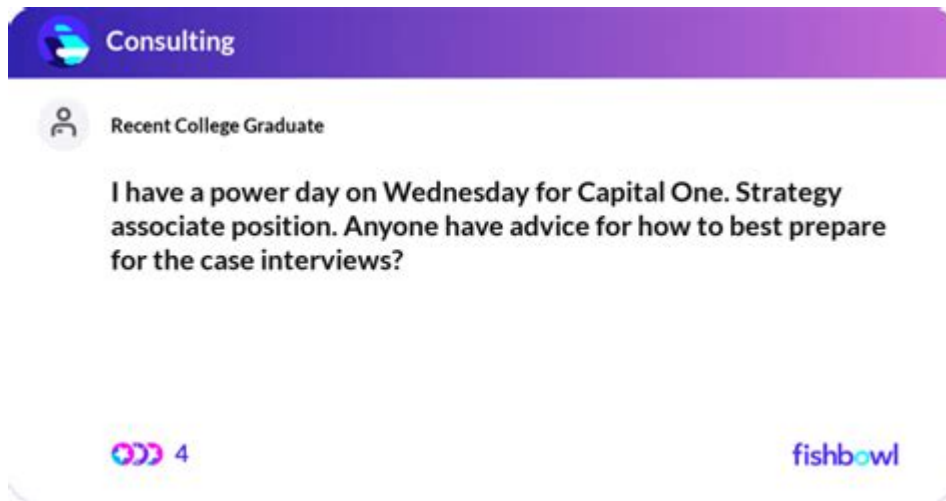 Consulting
Recent College Graduate
I have a power day on Wednesday for Capital One. Strategy
associate position. Anyone have advice for how to best prepare
for the case interviews?
4
fishbowl